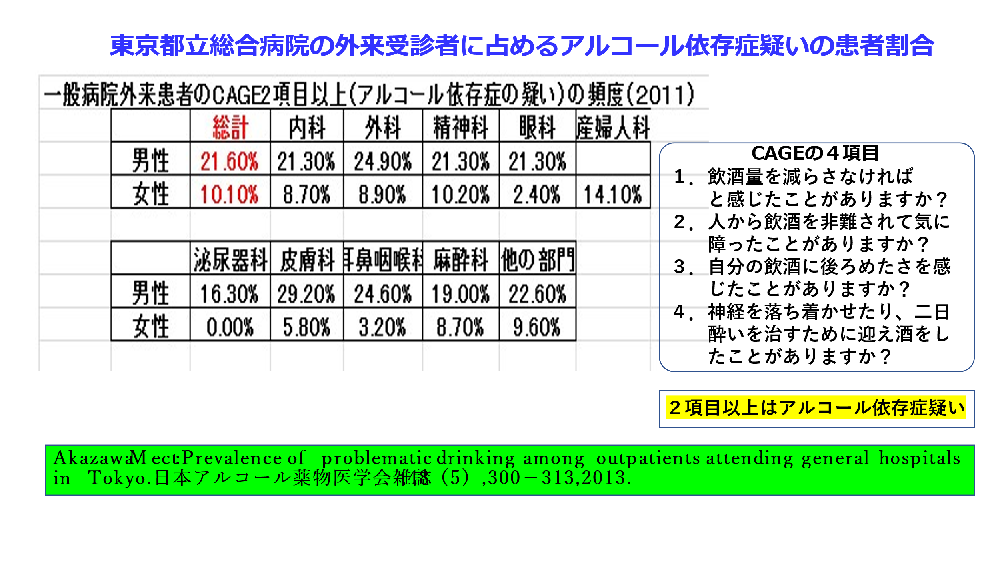 東京都立総合病院の外来受診者に占めるアルコール依存症疑いの患者割合
一般病院外来患者のCAGE2項目以上(アルコール依存症の疑い)の頻度(2011)
総計 内科 外科 精神科 眼科 産婦人科
男性 21.60% 21.30% 24.90% 21.30% 21.30%
女性 10.10% 8.70% 8.90% 10.20% 2.40% 14.10%
泌尿器科 皮膚科 耳鼻咽喉科 麻酔科 他の部門
男性 16.30% 29.20% 24.60% 19.00% 22.60%
女性 0.00% 5.80% 3.20% 8.70% 9.60%
CAGEの４項目
１．飲酒量を減らさなければ
と感じたことがありますか？
２．人から飲酒を非難されて気に
障ったことがありますか？
３．自分の飲酒に後ろめたさを感
じたことがありますか？
４．神経を落ち着かせたり、二日
酔いを治すために迎え酒をし
たことがありますか？
２項目以上はアルコール依存症疑い
AkazawaM ect:Prevalence of problematic drinking among outpatients attending general hospitals
in Tokyo.日本アルコール薬物医学会雑誌,48（5）,300－313,2013.